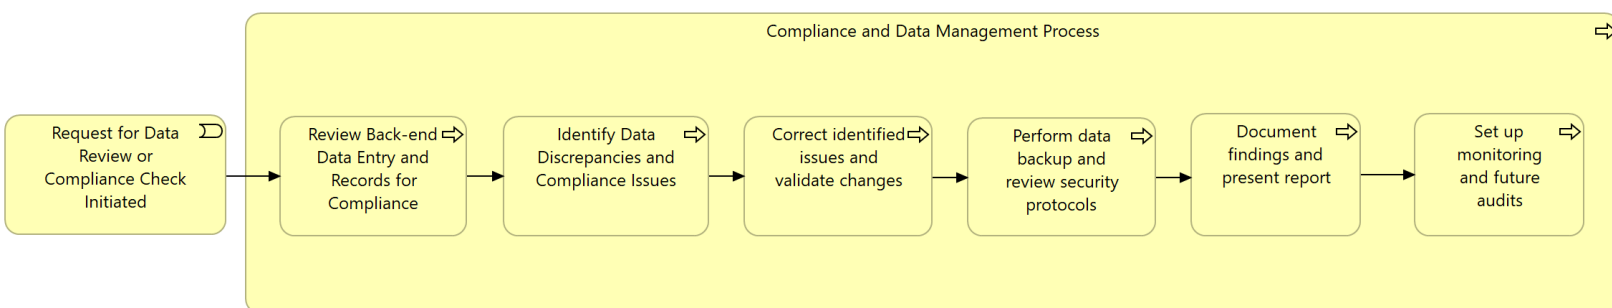 Compliance and Data Management Process
Request for Data
Review or
Compliance Check
Initiated
Review Back-end
Data Entry and
Records for
Compliance
Identify Data
Discrepancies and
Compliance Issues
Correct identified
issues and
validate changes
Perform data
backup and
review security
protocols
Document
findings and
present report
Set up
monitoring
and future
audits